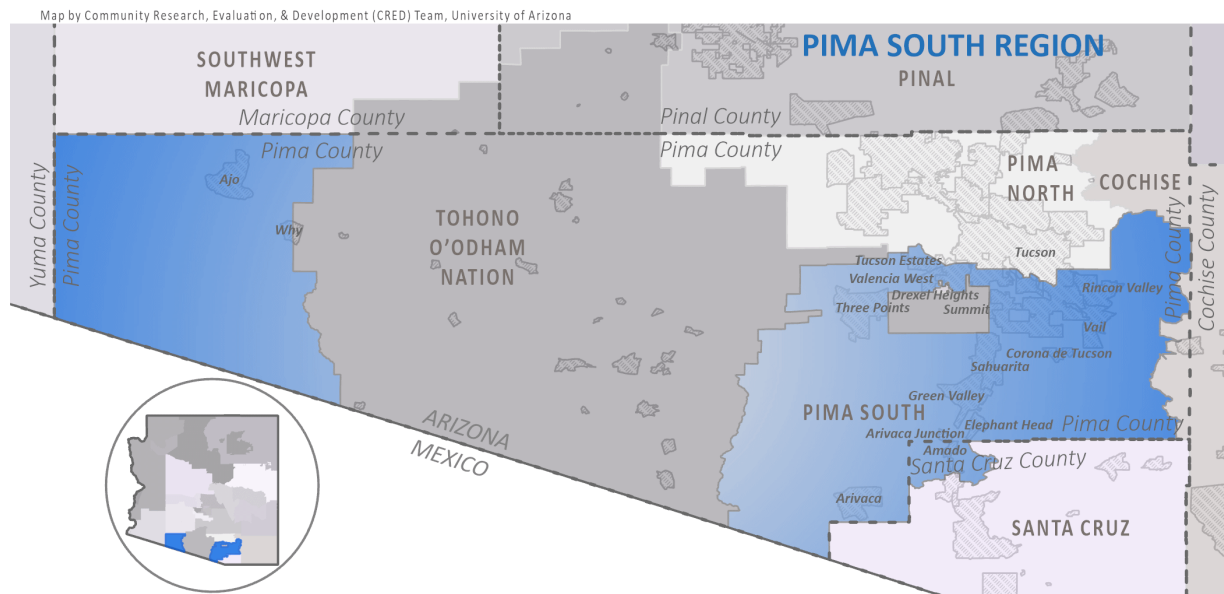 Map by Community Research, Evaluation, & Development (CRED) Team, University of Arizona
PIMA SOUTH REGION
SOUTHWEST
MARICOPA
PINAL
Maricopa County
Pinal County
Pima County
Pima County
Yuma County
Pima County
Ajo
Why
TOHONO
O'ODHAM
NATION
PIMA
NORTH
COCHISE
Pima County
Cochise County
Tucson
Tucson Estates
Valencia West
Drexel Heights
Three Points
Summit
Rincon Valley
Vail
Corona de Tucson
Sahuarita
Green Valley
PIMA SOUTH
Elephant Head
Pima County
Arivaca Junction
Amado
Santa Cruz County
Arivaca
ARIZONA
MEXICO
SANTA CRUZ